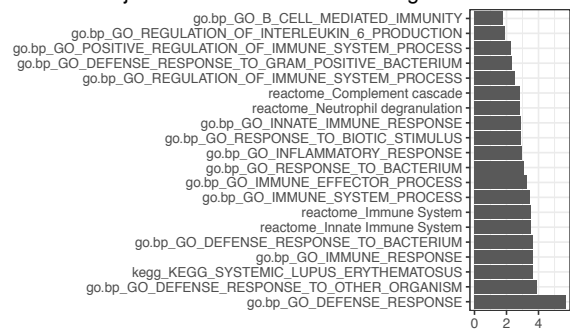 go.bp_GO_B_CELL_MEDIATED_IMMUNITY
go.bp_GO_REGULATION_OF_INTERLEUKIN_6_PRODUCTION
go.bp_GO_POSITIVE_REGULATION_OF_IMMUNE_SYSTEM_PROCESS
go.bp_GO_DEFENSE_RESPONSE_TO_GRAM_POSITIVE_BACTERIUM
go.bp_GO_REGULATION_OF_IMMUNE_SYSTEM_PROCESS
reactome_Complement cascade
reactome_Neutrophil degranulation
go.bp_GO_INNATE_IMMUNE_RESPONSE
go.bp_GO_RESPONSE_TO_BIOTIC_STIMULUS
go.bp_GO_INFLAMMATORY_RESPONSE
go.bp_GO_RESPONSE_TO_BACTERIUM
go.bp_GO_IMMUNE_EFFECTOR_PROCESS
go.bp_GO_IMMUNE_SYSTEM_PROCESS
reactome_Immune System
reactome_Innate Immune System
go.bp_GO_DEFENSE_RESPONSE_TO_BACTERIUM
go.bp_GO_IMMUNE_RESPONSE
kegg_KEGG_SYSTEMIC_LUPUS_ERYTHEMATOSUS
go.bp_GO_DEFENSE_RESPONSE_TO_OTHER_ORGANISM
go.bp_GO_DEFENSE_RESPONSE
0 2 4